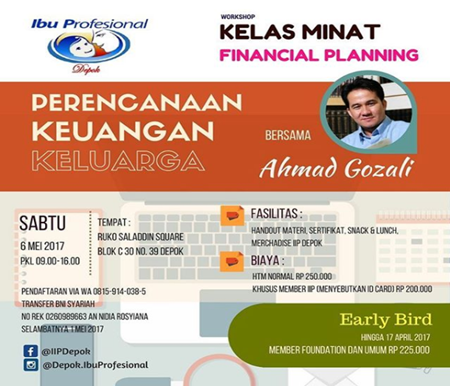 Ibu Profesional
Depok
WORKSHOP
KELAS MINAT
FINANCIAL PLANNING
PERENCANAAN
KEUANGAN
KELUARGA
BERSAMA
Ahmad Gozali
SABTU
6 MEI 2017
PKL 09.00-16.00
TEMPAT :
RUKO SALADDIN SQUARE
BLOK C 30 NO. 39 DEPOK
FASILITAS :
HANDOUT MATERI, SERTIFIKAT, SNACK & LUNCH,
MERCHADISE IP DEPOK
BIAYA :
HTM NORMAL RP 250.000
KHUSUS MEMBER IIP (MENYEBUTKAN ID CARD) RP 200.000
PENDAFTARAN VIA WA 0815-914-038-5
TRANSFER BNI SYARIAH
NO REK 0260989663 AN NIDIA ROSYIANA
SELAMBATNYA 1 MEI 2017
Early Bird
HINGGA 17 APRIL 2017
MEMBER FOUNDATION DAN UMUM RP 225.000
@IIPDepok
@Depok.IbuProfesional